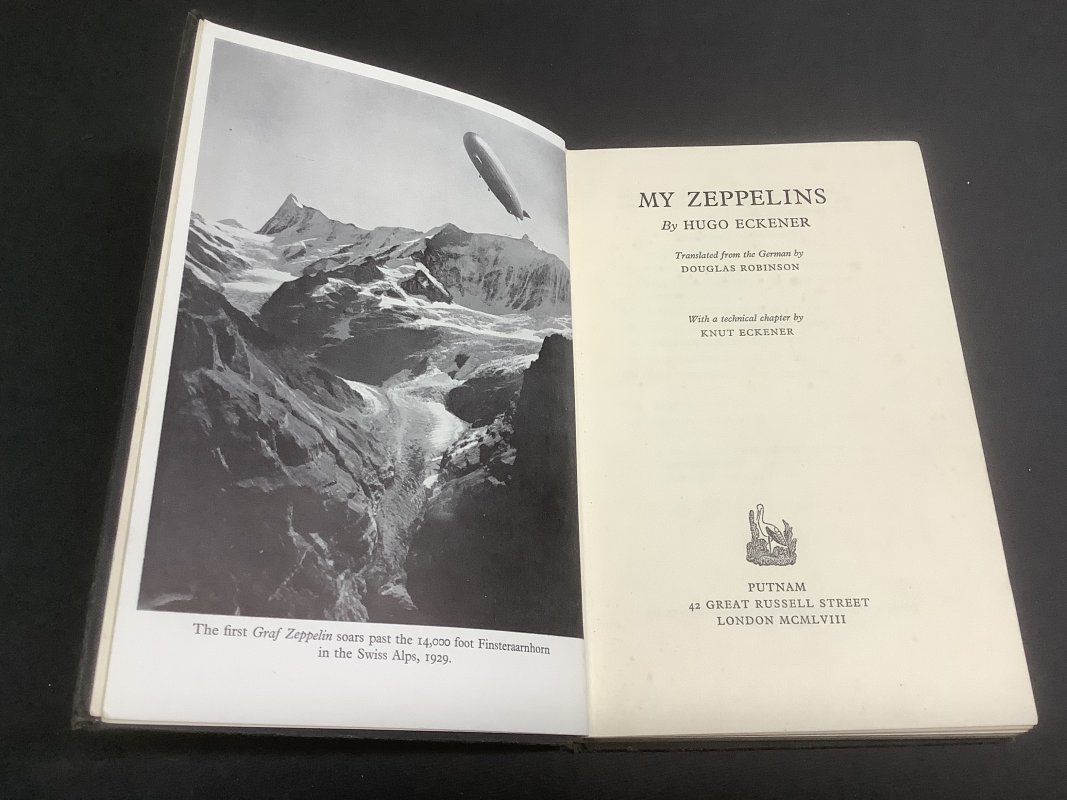 The first Graf Zeppelin soars past the 14,000 foot Finsteraarnhorn
in the Swiss Alps, 1929.
MY ZEPPELINS
By HUGO ECKENER
Translated from the German by
DOUGLAS ROBINSON
With a technical chapter by
KNUT ECKENER
PUTNAM
42 GREAT RUSSELL STREET
LONDON MCMLVIII